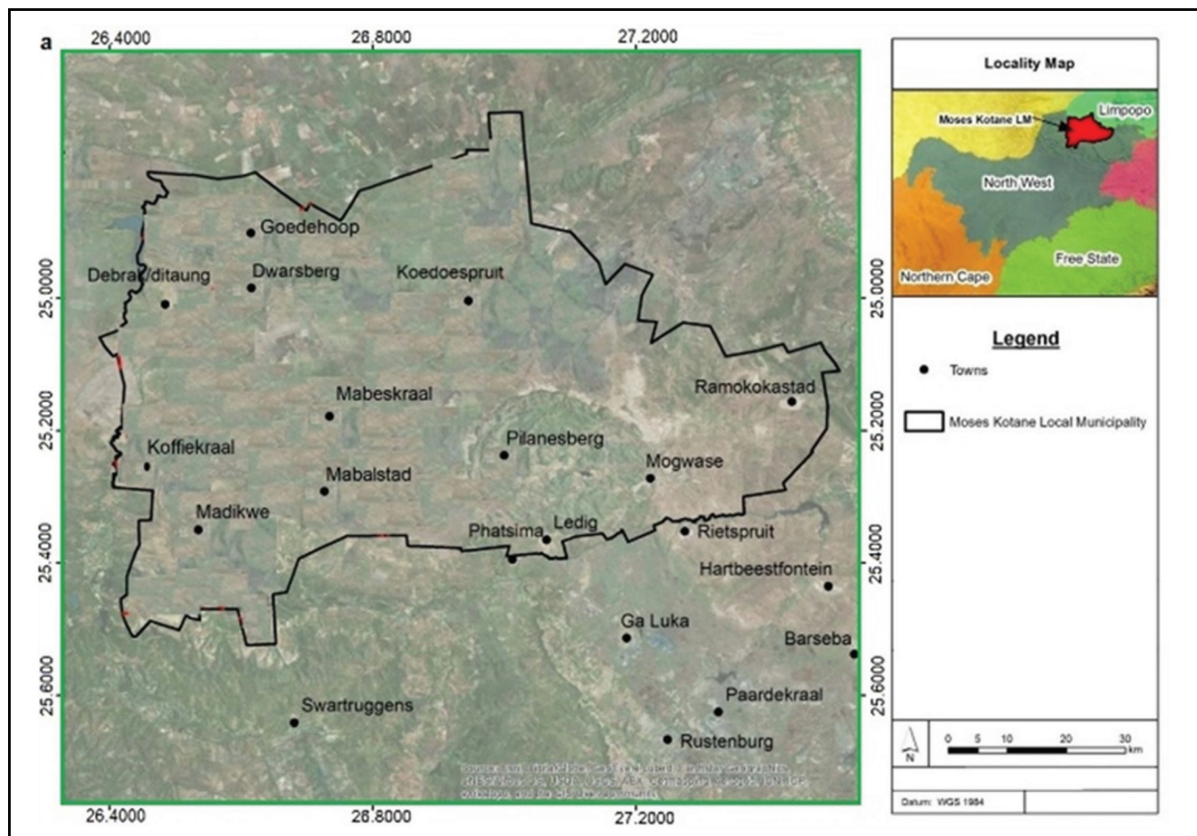 a
26.4000 26.8000 27.2000
Goedehoop
Debrak/ditaung Dwarsberg Koedoespruit
25.0000 25.0000
Ramokokastad
Mabeskraal
25.2000 25.2000
Koffiekraal Pilanesberg
Mabalstad Mogwase
Madikwe Phatsima Ledig Rietspruit
25.4000 25.4000
Hartbeestfontein
Ga Luka
Barseba
25.6000 25.6000
Swartruggens Paardekraal
Rustenburg
26.4000 26.8000 27.2000
Locality Map
Limpopo
Moses Kotane LM
North West
Free State
Northern Cape
Legend
Towns
Moses Kotane Local Municipality
N
0 5 10 20 30
km
Datum: WGS 1984